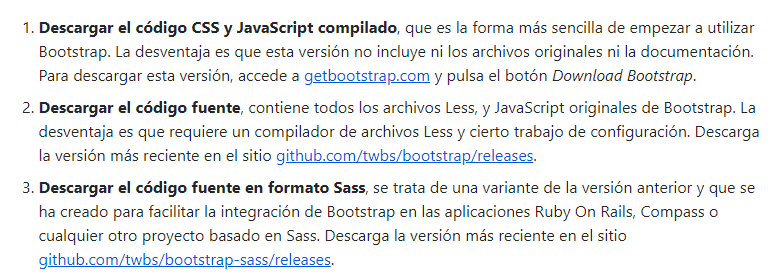 1. Descargar el código CSS y JavaScript compilado, que es la forma más sencilla de empezar a utilizar
Bootstrap. La desventaja es que esta versión no incluye ni los archivos originales ni la documentación.
Para descargar esta versión, accede a getbootstrap.com y pulsa el botón Download Bootstrap.
2. Descargar el código fuente, contiene todos los archivos Less, y JavaScript originales de Bootstrap. La
desventaja es que requiere un compilador de archivos Less y cierto trabajo de configuración. Descarga
la versión más reciente en el sitio github.com/twbs/bootstrap/releases.
3. Descargar el código fuente en formato Sass, se trata de una variante de la versión anterior y que se
ha creado para facilitar la integración de Bootstrap en las aplicaciones Ruby On Rails, Compass o
cualquier otro proyecto basado en Sass. Descarga la versión más reciente en el sitio
github.com/twbs/bootstrap-sass/releases.